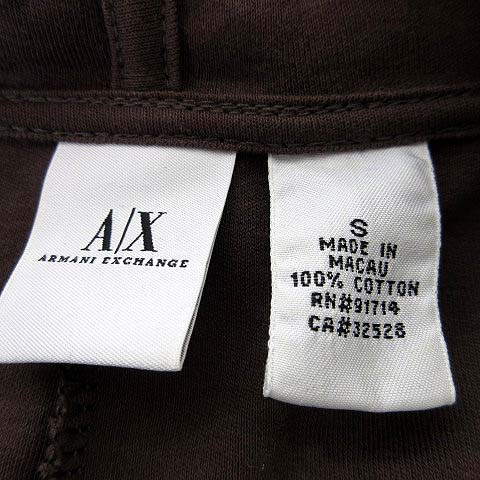 A/X
ARMANI EXCHANGE
S
MADE IN
MACAU
100% COTTON
RN#91714
CA#32528